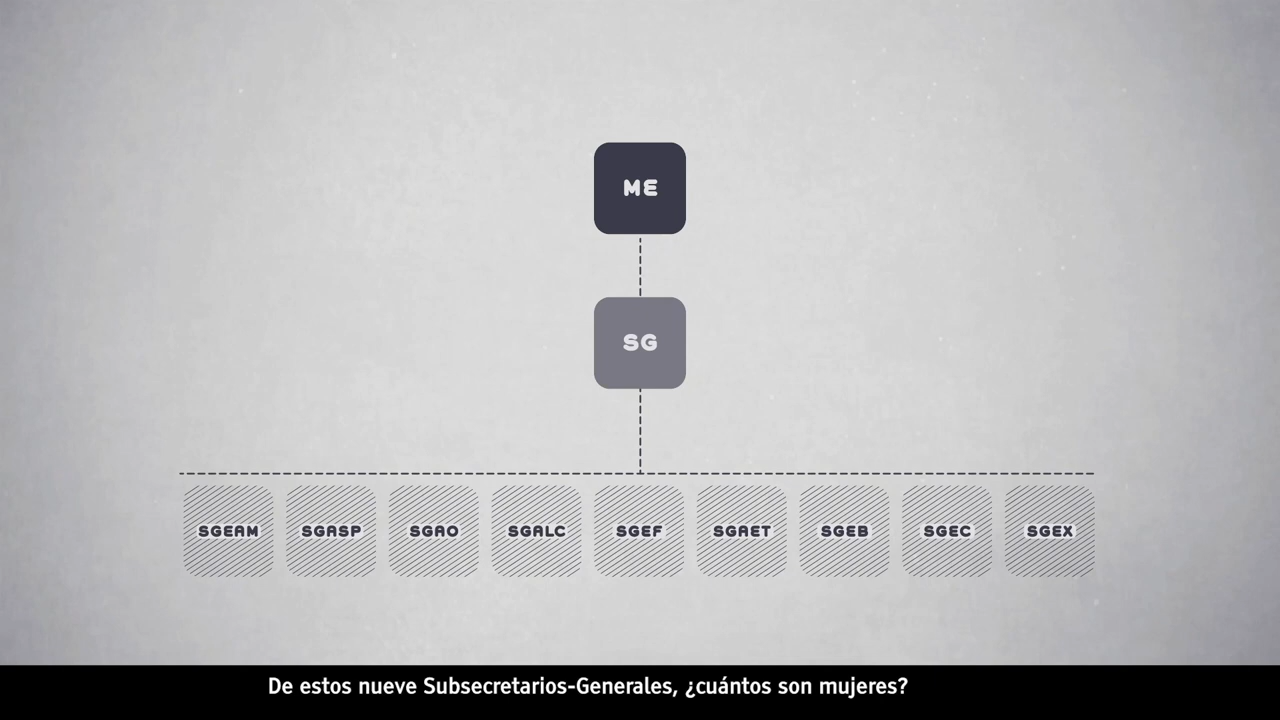 ME
SG
SGEAM SGASP SGAO SGALC SGEF SGAET SGEB SGEC SGEX
De estos nueve Subsecretarios-Generales, ¿cuántos son mujeres?